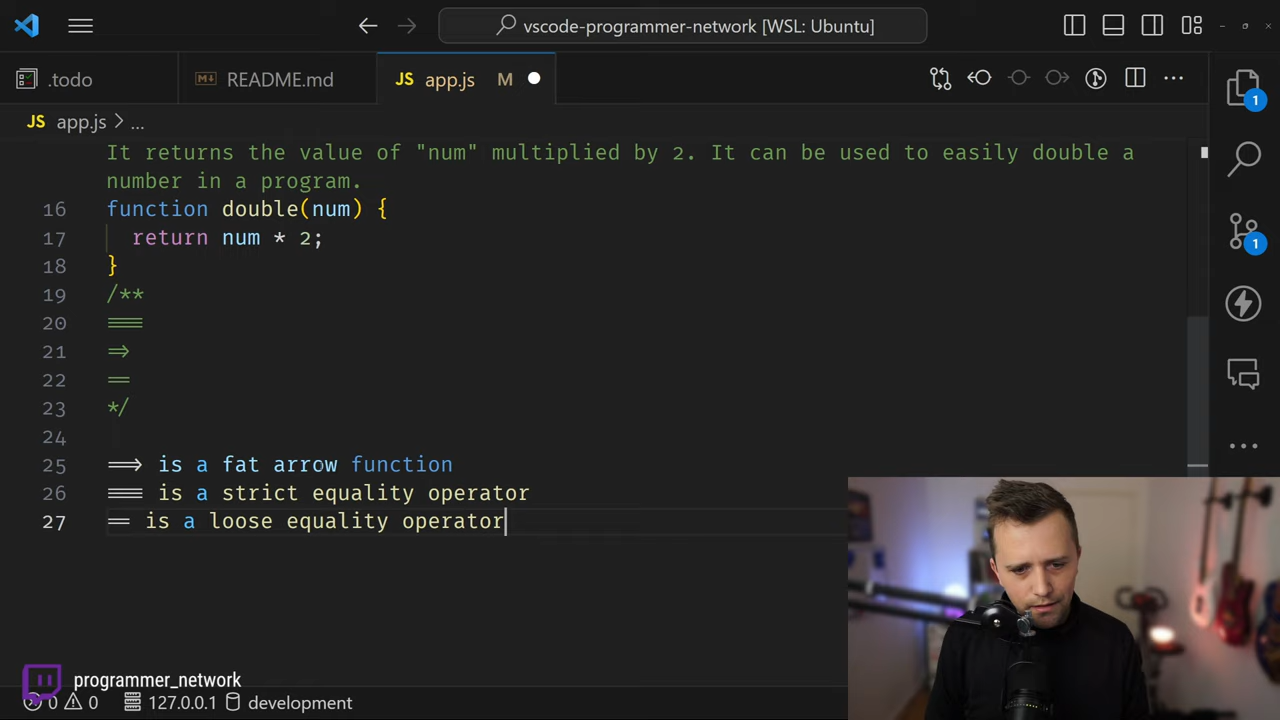 vscode-programmer-network [WSL: Ubuntu]
.todo
README.md
JS app.js M
JS app.js > ...
It returns the value of "num" multiplied by 2. It can be used to easily double a
number in a program.
16 function double(num) {
17 return num * 2;
18 }
19 /**
20 ===
21 =>
22 ==
23 */
24
25 ==> is a fat arrow function
26 === is a strict equality operator
27 == is a loose equality operator
1
1
programmer_network
0 0 127.0.0.1 development